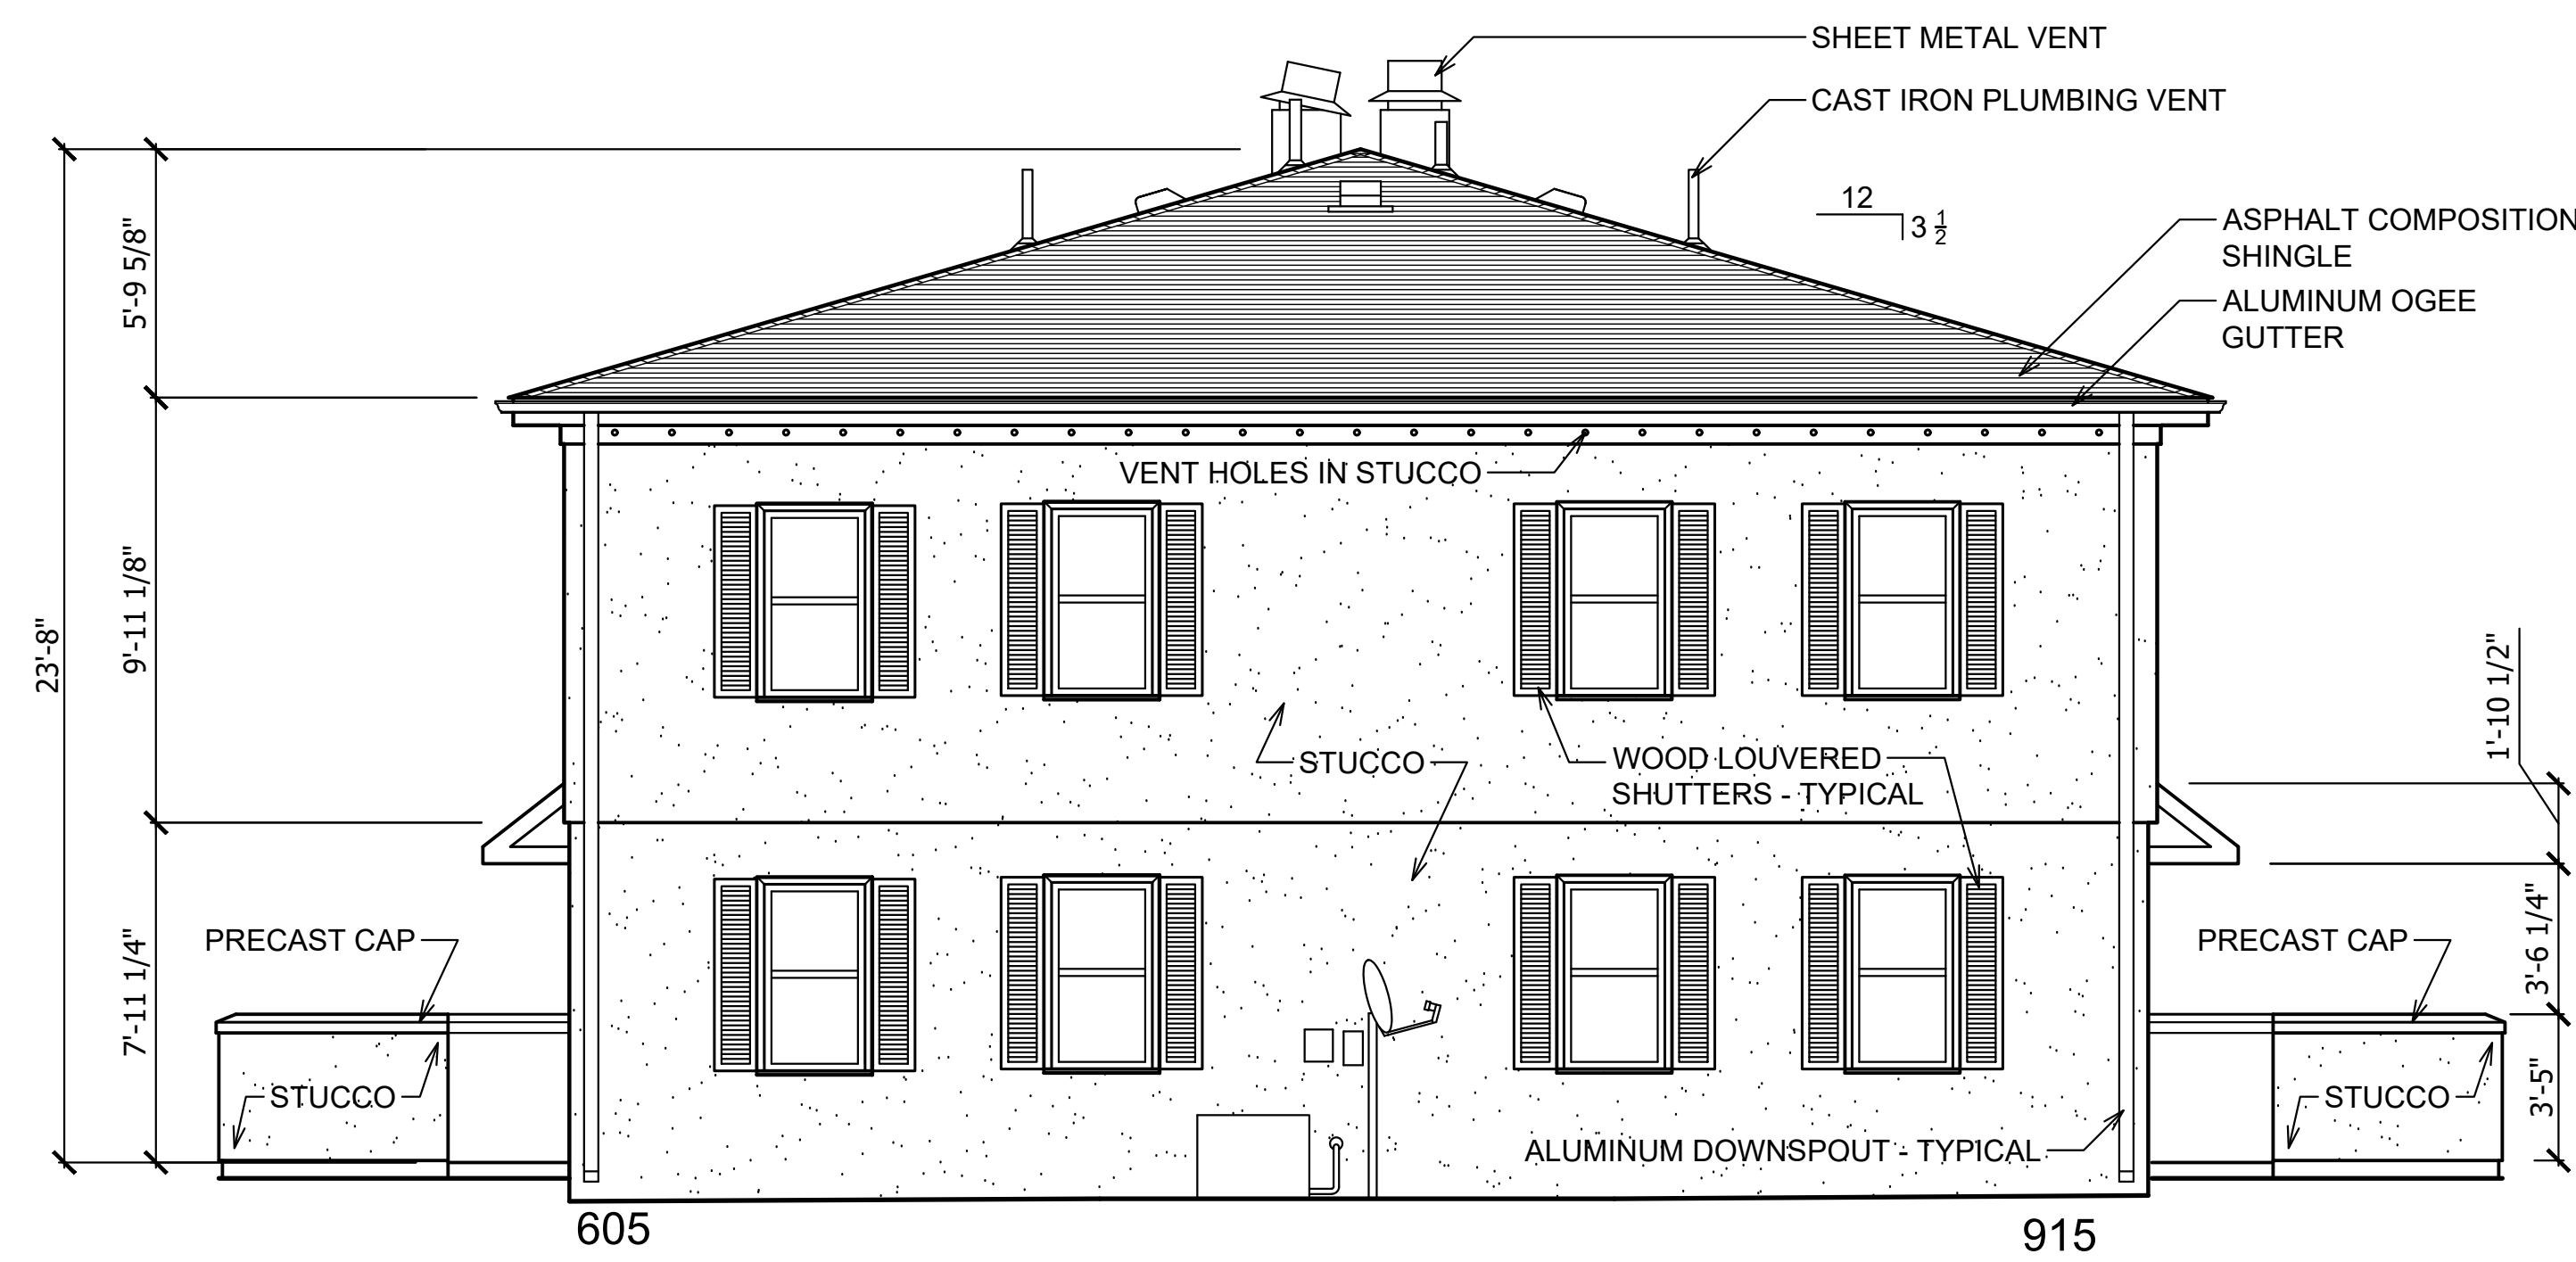 SHEET METAL VENT
CAST IRON PLUMBING VENT
12
3 1/2
ASPHALT COMPOSITION
SHINGLE
ALUMINUM OGEE
GUTTER
5'-9 5/8"
VENT HOLES IN STUCCO
9'-11 1/8"
23'-8"
1'-10 1/2"
STUCCO
WOOD LOUVERED
SHUTTERS - TYPICAL
PRECAST CAP
PRECAST CAP
7'-11 1/4"
3'-6 1/4"
STUCCO
STUCCO
3'-5"
ALUMINUM DOWNSPOUT - TYPICAL
605
915